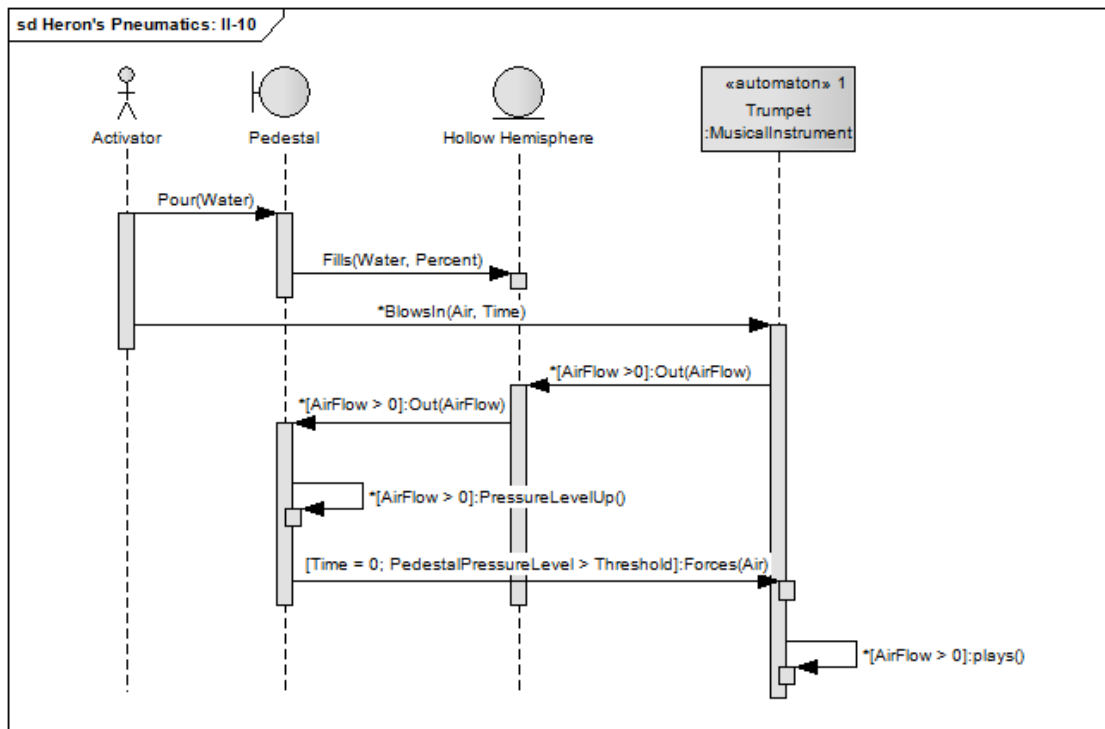 sd Heron's Pneumatics: II-10
«automaton» 1
Trumpet
:MusicalInstrument
Activator
Pedestal
Hollow Hemisphere
Pour(Water)
Fills(Water, Percent)
*BlowsIn(Air, Time)
*[AirFlow >0]:Out(AirFlow)
*[AirFlow > 0]:Out(AirFlow)
*[AirFlow > 0]:PressureLevelUp()
[Time = 0; PedestalPressureLevel > Threshold]:Forces(Air)
*[AirFlow > 0]:plays()